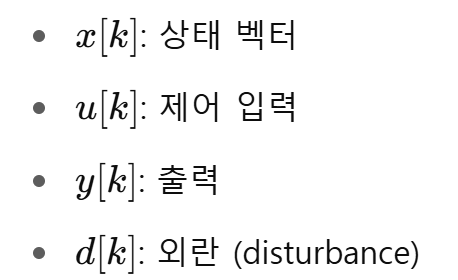 • x[k]: 상태 벡터
• u[k]: 제어 입력
• y[k]: 출력
• d[k]: 외란 (disturbance)